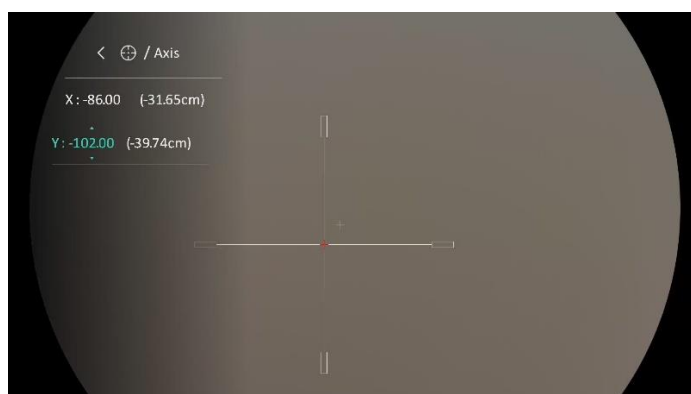 / Axis
X : -86.00 (-31.65cm)
Y : -102.00 (-39.74cm)